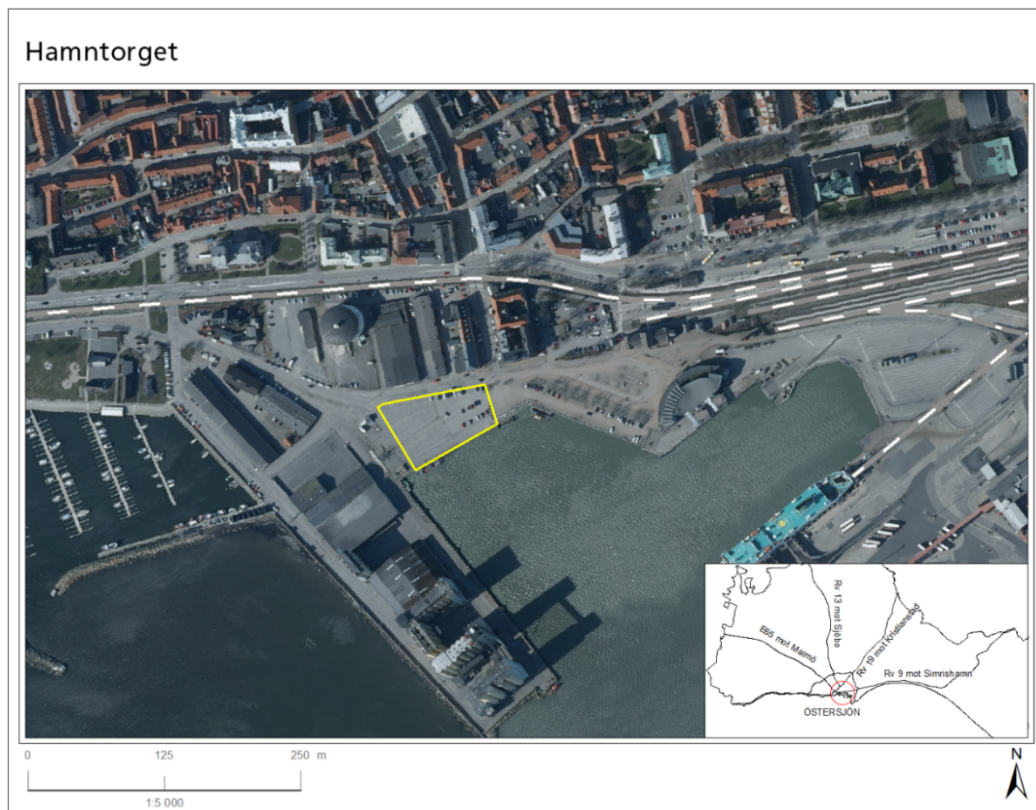 Hamntorget
Rv 13 mot Sjöbo
E65 mot Malmö
Rv 19 mot Kristianstad
Rv 9 mot Simrishamn
ÖSTERSJÖN
0 125 250 m
1:5 000
N